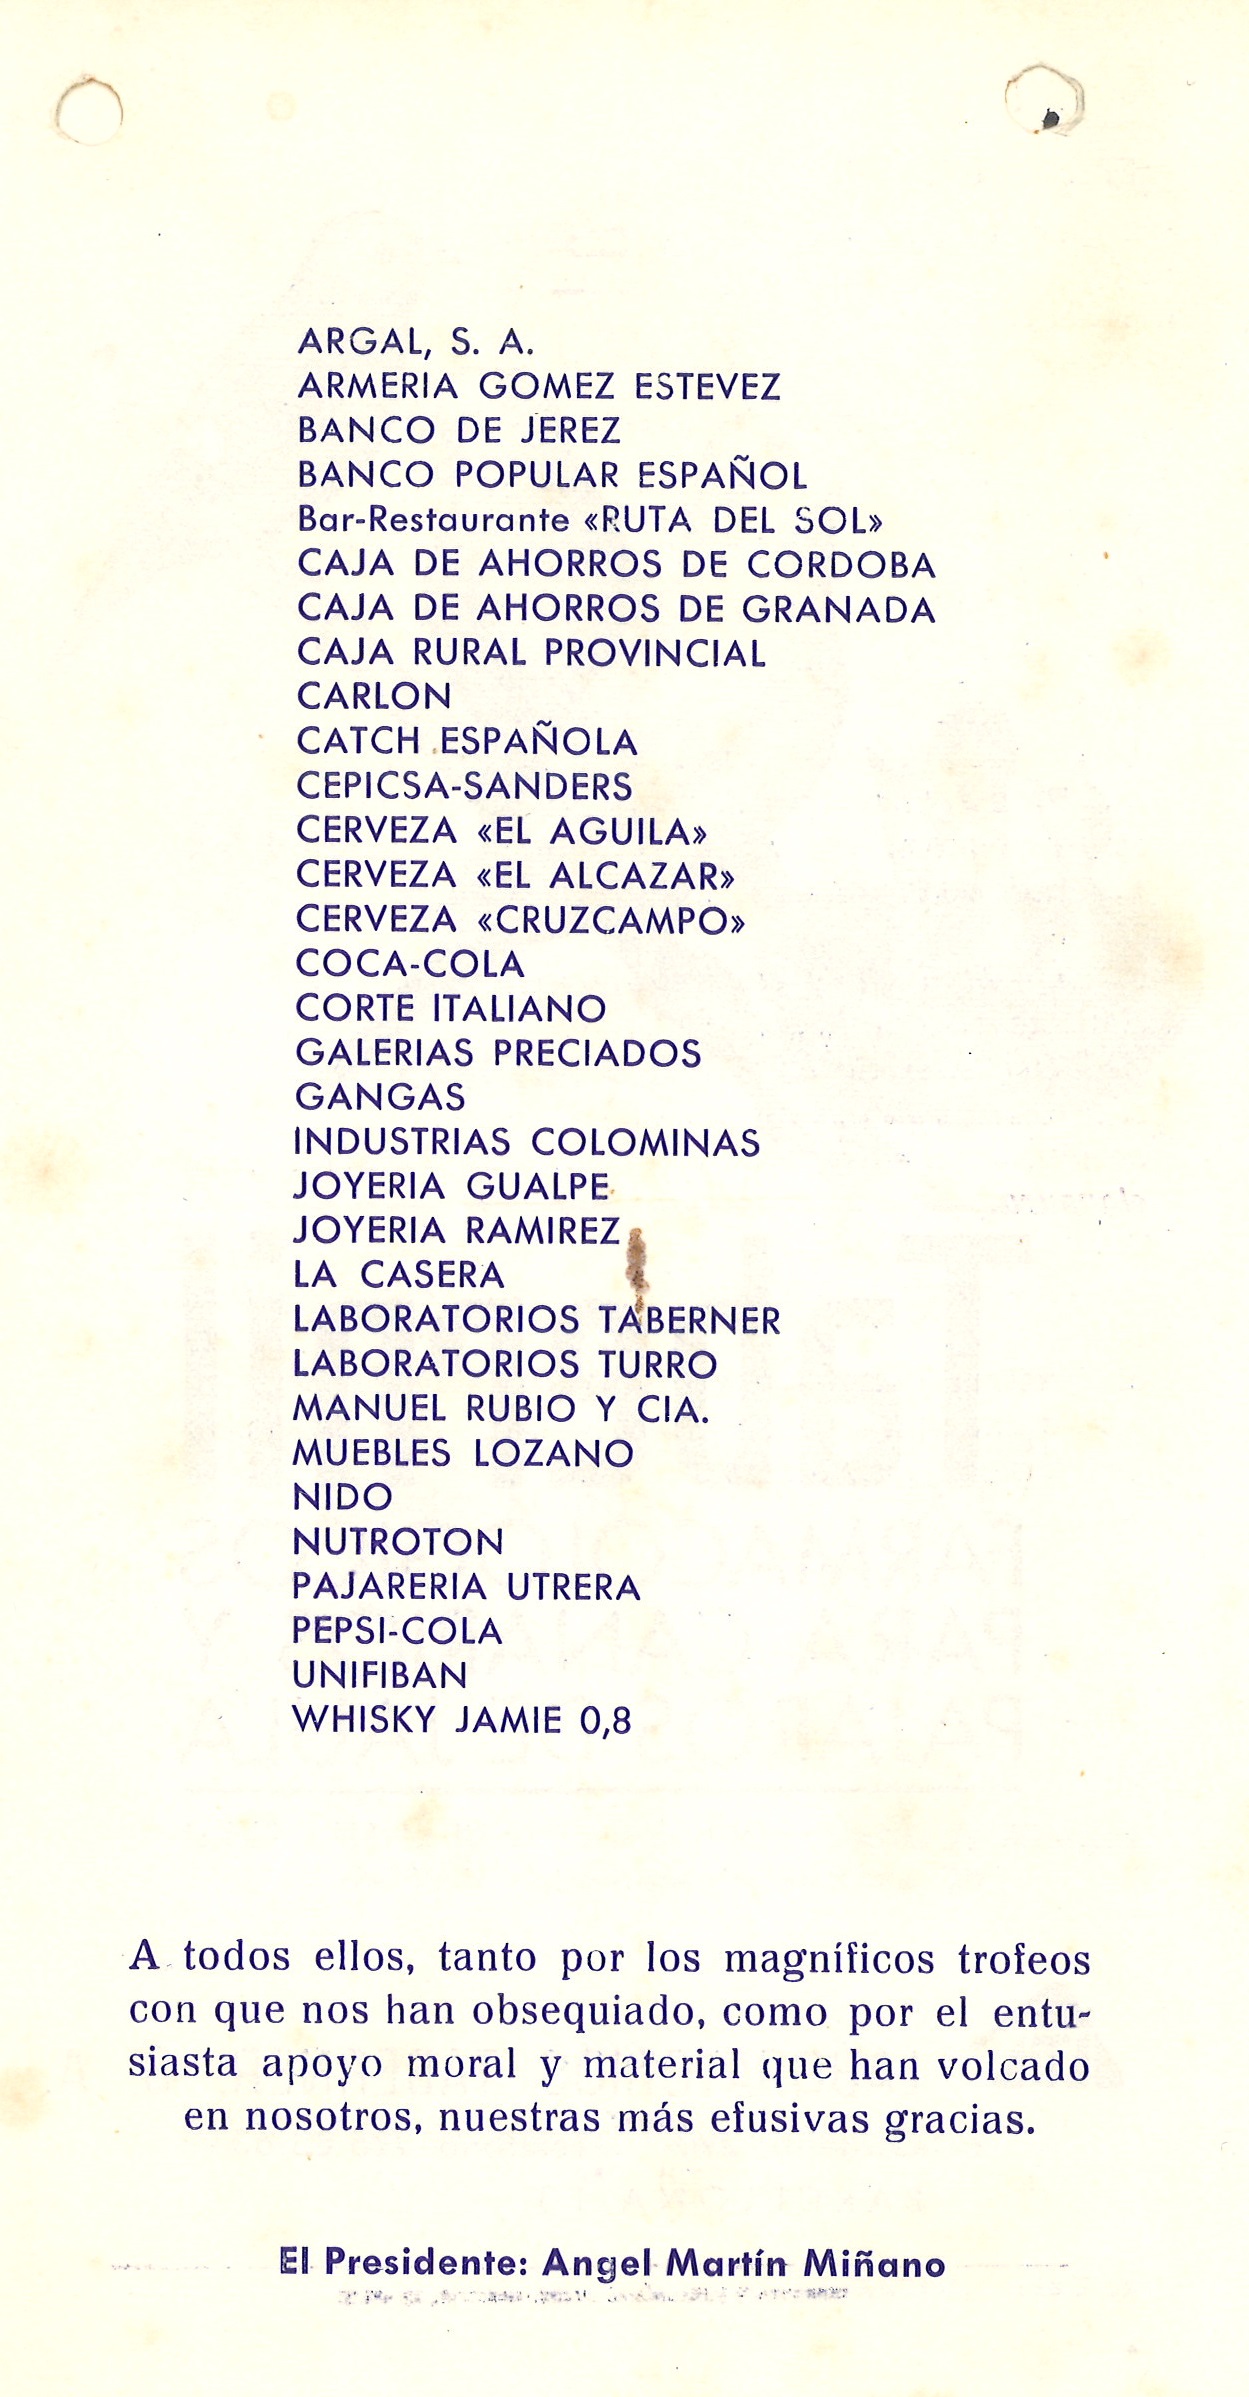 ARGAL, S. A.
ARMERIA GOMEZ ESTEVEZ
BANCO DE JEREZ
BANCO POPULAR ESPAÑOL
Bar-Restaurante «RUTA DEL SOL»
CAJA DE AHORROS DE CORDOBA
CAJA DE AHORROS DE GRANADA
CAJA RURAL PROVINCIAL
CARLON
CATCH ESPAÑOLA
CEPICSA-SANDERS
CERVEZA «EL AGUILA»
CERVEZA «EL ALCAZAR»
CERVEZA «CRUZCAMPO»
COCA-COLA
CORTE ITALIANO
GALERIAS PRECIADOS
GANGAS
INDUSTRIAS COLOMINAS
JOYERIA GUALPE
JOYERIA RAMIREZ
LA CASERA
LABORATORIOS TABERNER
LABORATORIOS TURRO
MANUEL RUBIO Y CIA.
MUEBLES LOZANO
NIDO
NUTROTON
PAJARERIA UTRERA
PEPSI-COLA
UNIFIBAN
WHISKY JAMIE 0,8
A todos ellos, tanto por los magníficos trofeos
con que nos han obsequiado, como por el entu-
siasta apoyo moral y material que han volcado
en nosotros, nuestras más efusivas gracias.
El Presidente: Angel Martín Miñano